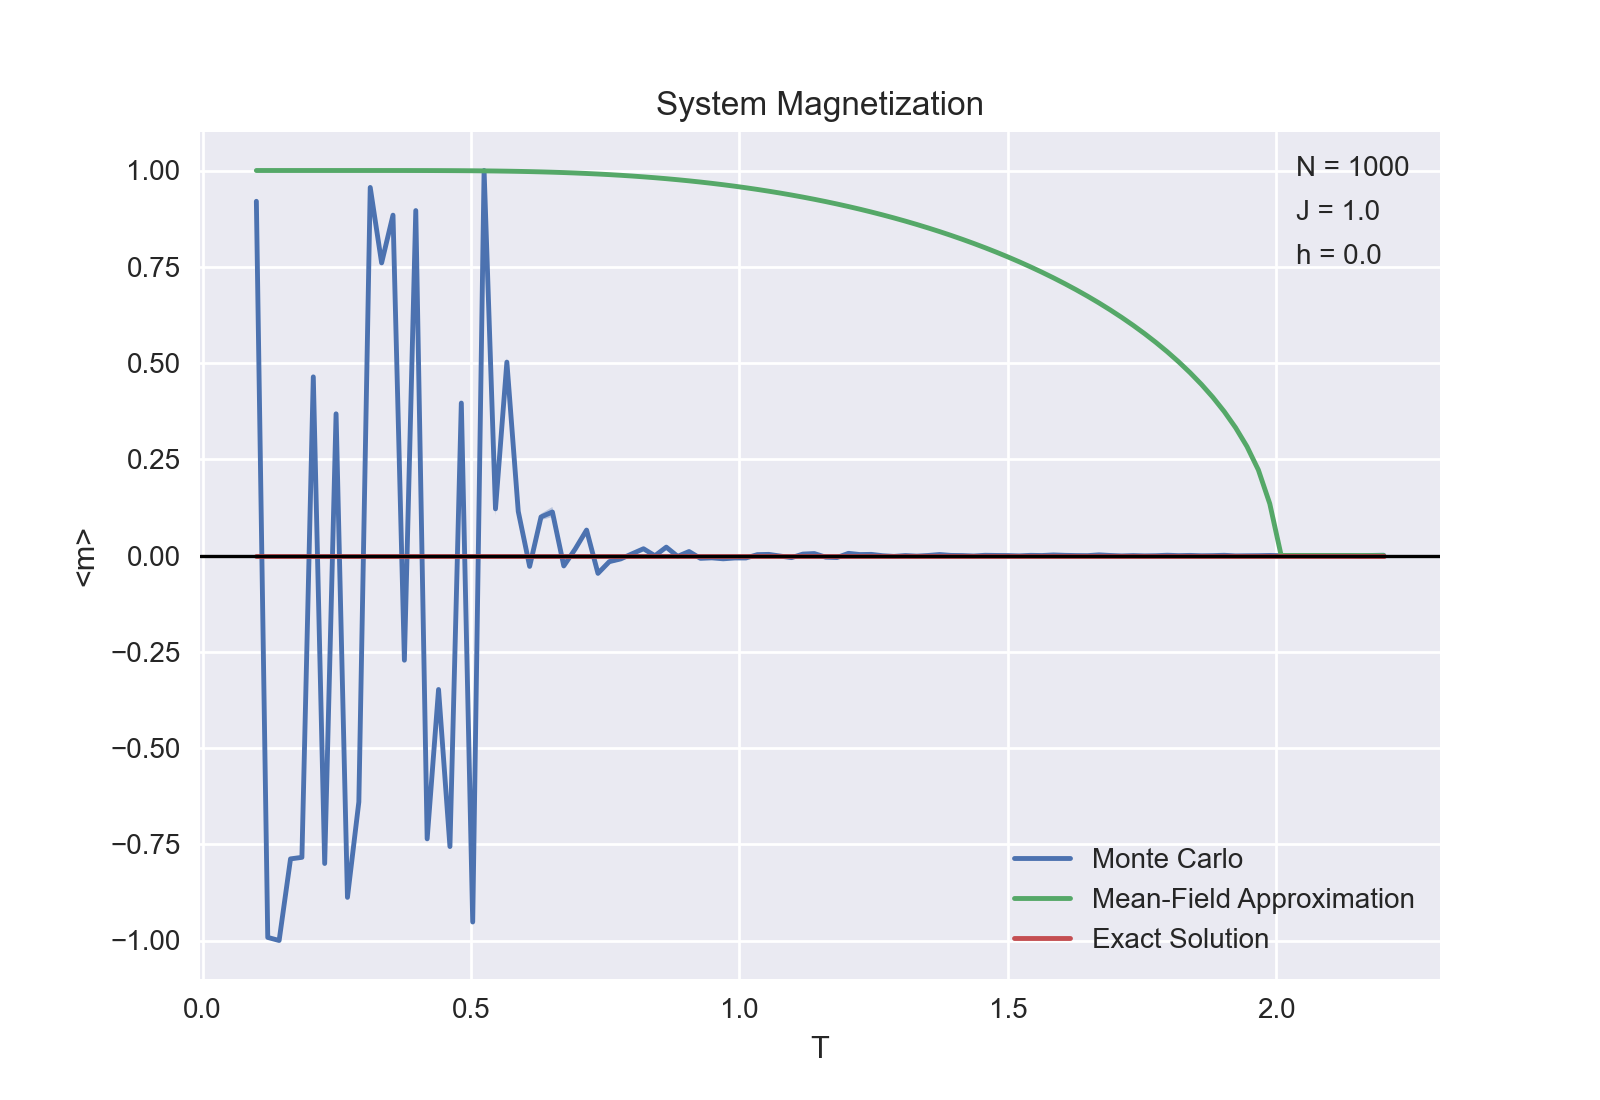 System Magnetization
N = 1000
J = 1.0
h = 0.0
1.00
0.75
0.50
0.25
0.00
−0.25
−0.50
−0.75
−1.00
<m>
Monte Carlo
Mean-Field Approximation
Exact Solution
0.0 0.5 1.0 1.5 2.0
T